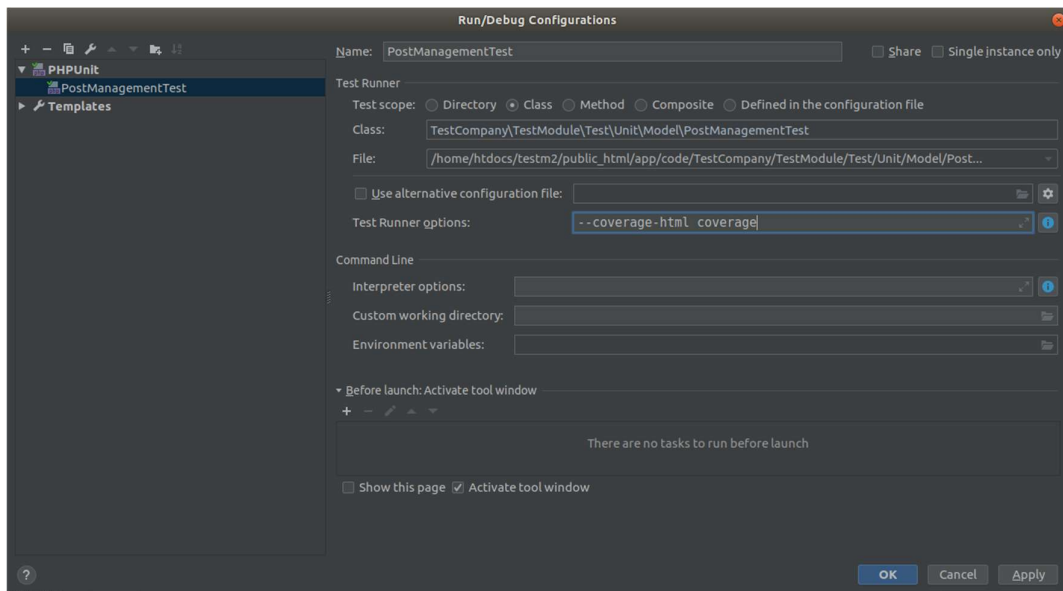 Run/Debug Configurations
Name: PostManagementTest Share Single instance only
PHPUnit
PostManagementTest
Templates
Test Runner
Test scope: Directory Class Method Composite Defined in the configuration file
Class: TestCompany\TestModule\Test\Unit\Model\PostManagementTest
File: /home/htdocs/testm2/public_html/app/code/TestCompany/TestModule/Test/Unit/Model/Post...
Use alternative configuration file:
Test Runner options: --coverage-html coverage
Command Line
Interpreter options:
Custom working directory:
Environment variables:
Before launch: Activate tool window
There are no tasks to run before launch
Show this page Activate tool window
? OK Cancel Apply